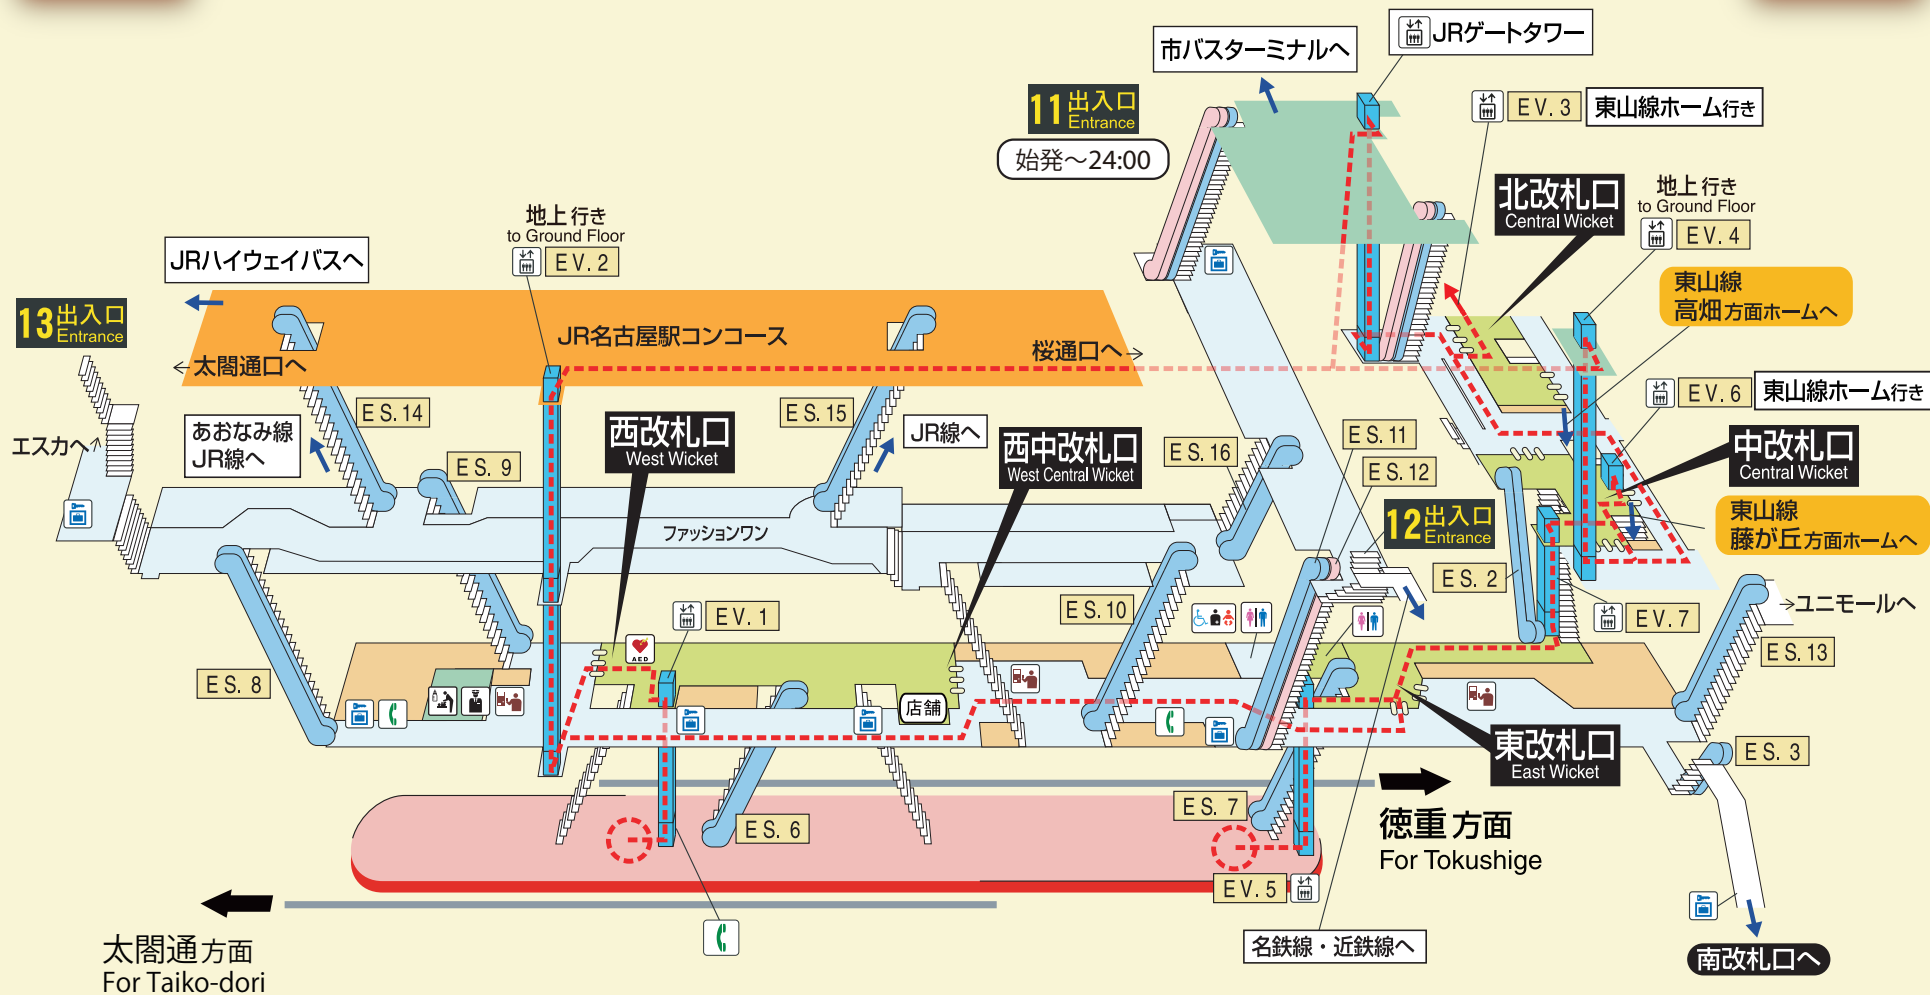 市バスターミナルへ
JRゲートタワー
11 出入口
Entrance
始発〜24:00
EV. 3
東山線ホーム行き
北改札口
Central Wicket
地上 行き
to Ground Floor
EV. 4
地上 行き
to Ground Floor
EV. 2
JRハイウェイバスへ
13 出入口
Entrance
JR名古屋駅コンコース
←太閤通口へ
桜通口へ→
東山線
高畑 方面ホームへ
EV. 6
東山線ホーム行き
ES. 14
ES. 15
エスカへ
あおなみ線
JR線へ
ES. 9
西改札口
West Wicket
JR線へ
西中改札口
West Central Wicket
ES. 16
ES. 11
ES. 12
中改札口
Central Wicket
12 出入口
Entrance
東山線
藤が丘 方面ホームへ
ファッションワン
ES. 2
ES. 10
EV. 1
EV. 7
→ユニモールへ
ES. 13
ES. 8
AED
店舗
東改札口
East Wicket
ES. 3
ES. 6
ES. 7
徳重 方面
For Tokushige
EV. 5
太閤通 方面
For Taiko-dori
名鉄線・近鉄線へ
南改札口へ